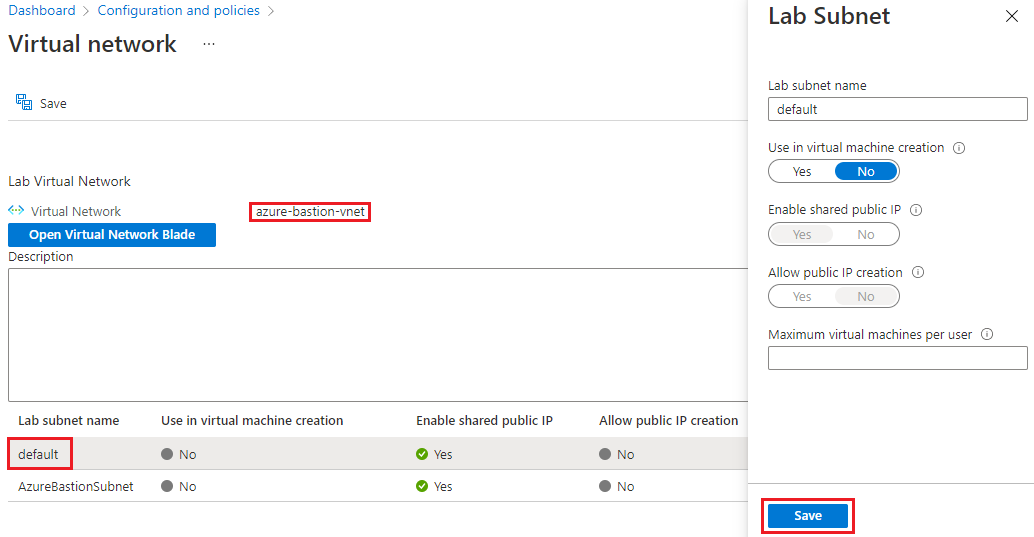 Dashboard > Configuration and policies >
Virtual network ...
Save
Lab Virtual Network
Virtual Network azure-bastion-vnet
Open Virtual Network Blade
Description
Lab subnet name Use in virtual machine creation Enable shared public IP Allow public IP creation
default No Yes No
AzureBastionSubnet No Yes No
Lab Subnet
Lab subnet name
default
Use in virtual machine creation
Yes No
Enable shared public IP
Yes No
Allow public IP creation
Yes No
Maximum virtual machines per user
Save